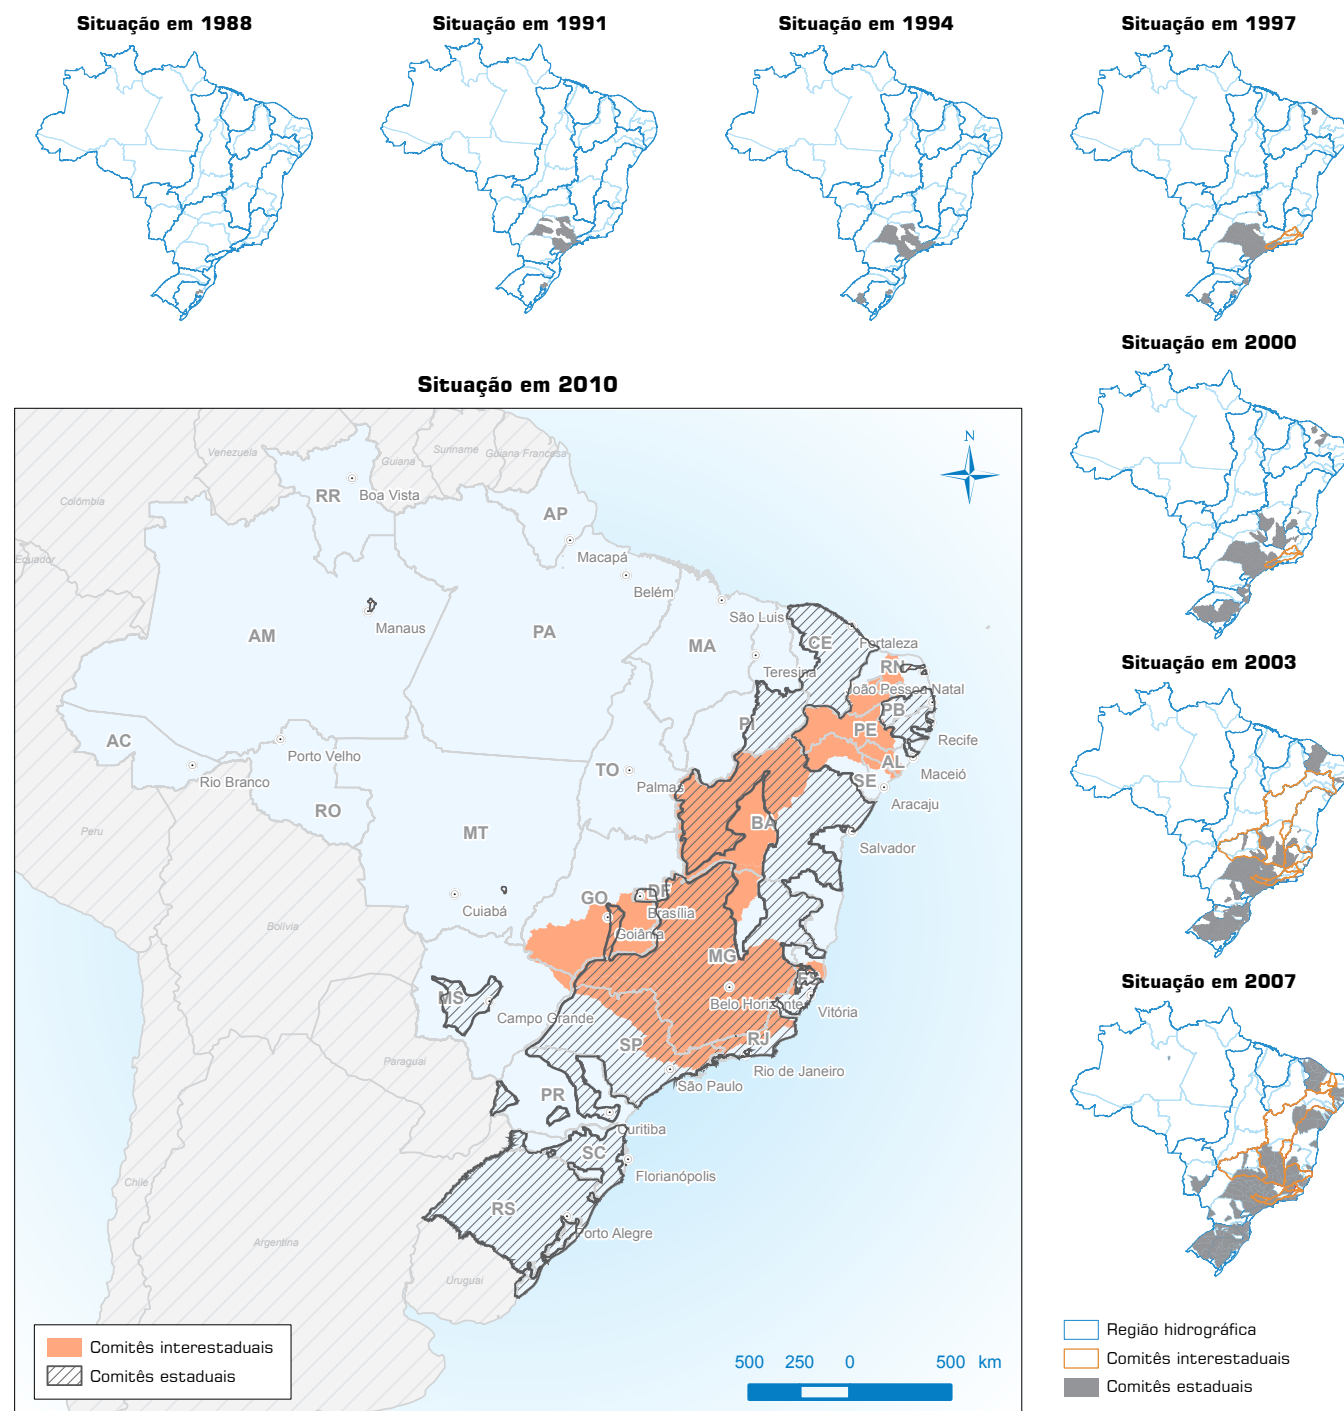 Situação em 1988
Situação em 1991
Situação em 1994
Situação em 1997
Situação em 2000
Situação em 2003
Situação em 2007
Situação em 2010
N
Venezuela
Suriname
Guiana
Guiana Francesa
Colômbia
Equador
Peru
Bolívia
Paraguai
Chile
Argentina
Uruguai
RR
Boa Vista
AP
Macapá
Belém
São Luis
AM
Manaus
PA
MA
Teresina
CE
Fortaleza
RN
João Pessoa
Natal
PI
PB
PE
Recife
AL
Maceió
SE
Aracaju
AC
Porto Velho
Rio Branco
RO
TO
Palmas
MT
BA
Salvador
Cuiabá
GO
DF
Brasília
Goiânia
MG
Belo Horizonte
ES
Vitória
MS
Campo Grande
SP
RJ
São Paulo
Rio de Janeiro
PR
Curitiba
SC
Florianópolis
RS
Porto Alegre
Comitês interestaduais
Comitês estaduais
500 250 0 500 km
Região hidrográfica
Comitês interestaduais
Comitês estaduais